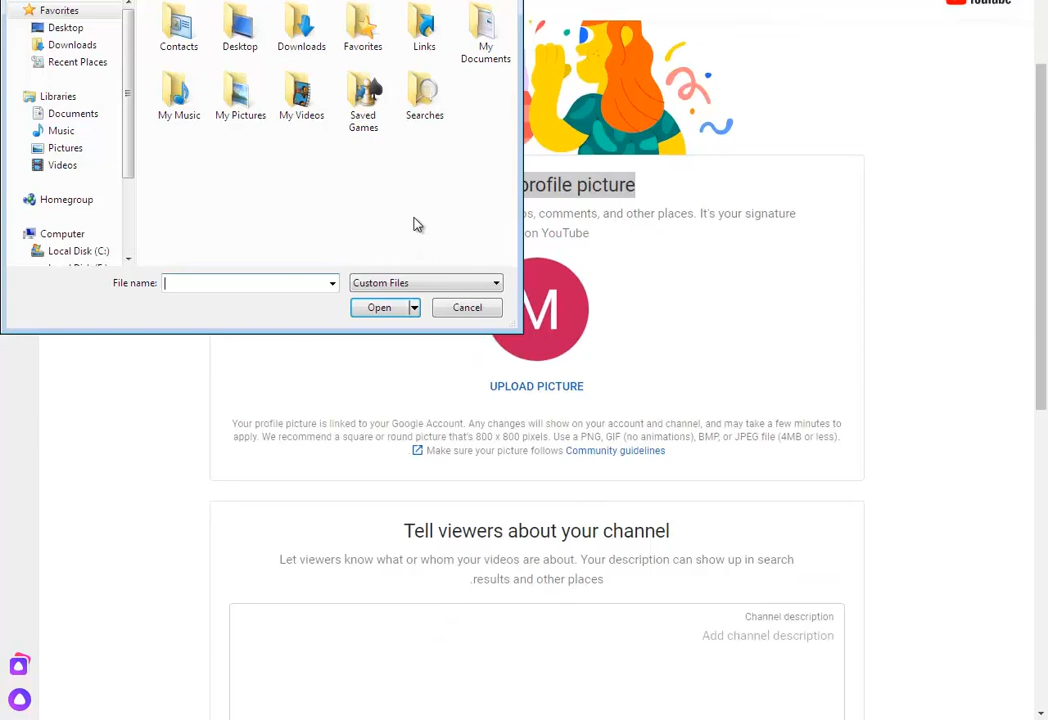 Favorites
Desktop
Downloads
Recent Places
Libraries
Documents
Music
Pictures
Videos
Homegroup
Computer
Local Disk (C:)
Contacts
Desktop
Downloads
Favorites
Links
My Documents
My Music
My Pictures
My Videos
Saved Games
Searches
File name:
Custom Files
Open
Cancel
profile picture
comments, and other places. It's your signature
on YouTube
M
UPLOAD PICTURE
Your profile picture is linked to your Google Account. Any changes will show on your account and channel, and may take a few minutes to
apply. We recommend a square or round picture that's 800 x 800 pixels. Use a PNG, GIF (no animations), BMP, or JPEG file (4MB or less).
Make sure your picture follows Community guidelines
Tell viewers about your channel
Let viewers know what or whom your videos are about. Your description can show up in search
.results and other places
Channel description
Add channel description